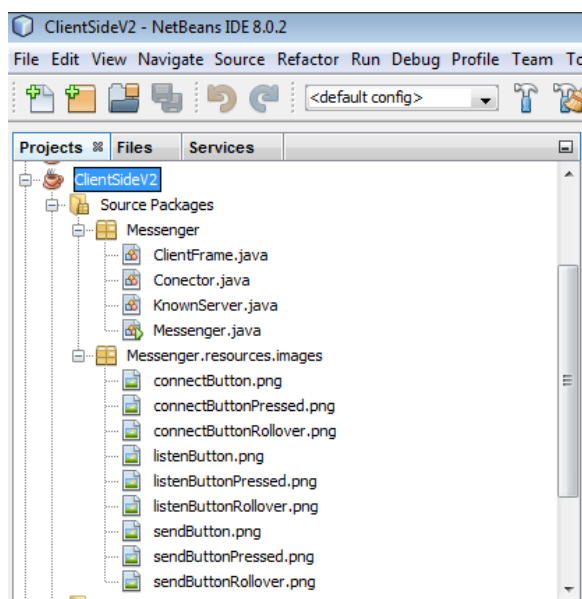 ClientSideV2 - NetBeans IDE 8.0.2
File Edit View Navigate Source Refactor Run Debug Profile Team
<default config>
Projects Files Services
ClientSideV2
Source Packages
Messenger
ClientFrame.java
Conector.java
KnownServer.java
Messenger.java
Messenger.resources.images
connectButton.png
connectButtonPressed.png
connectButtonRollover.png
listenButton.png
listenButtonPressed.png
listenButtonRollover.png
sendButton.png
sendButtonPressed.png
sendButtonRollover.png